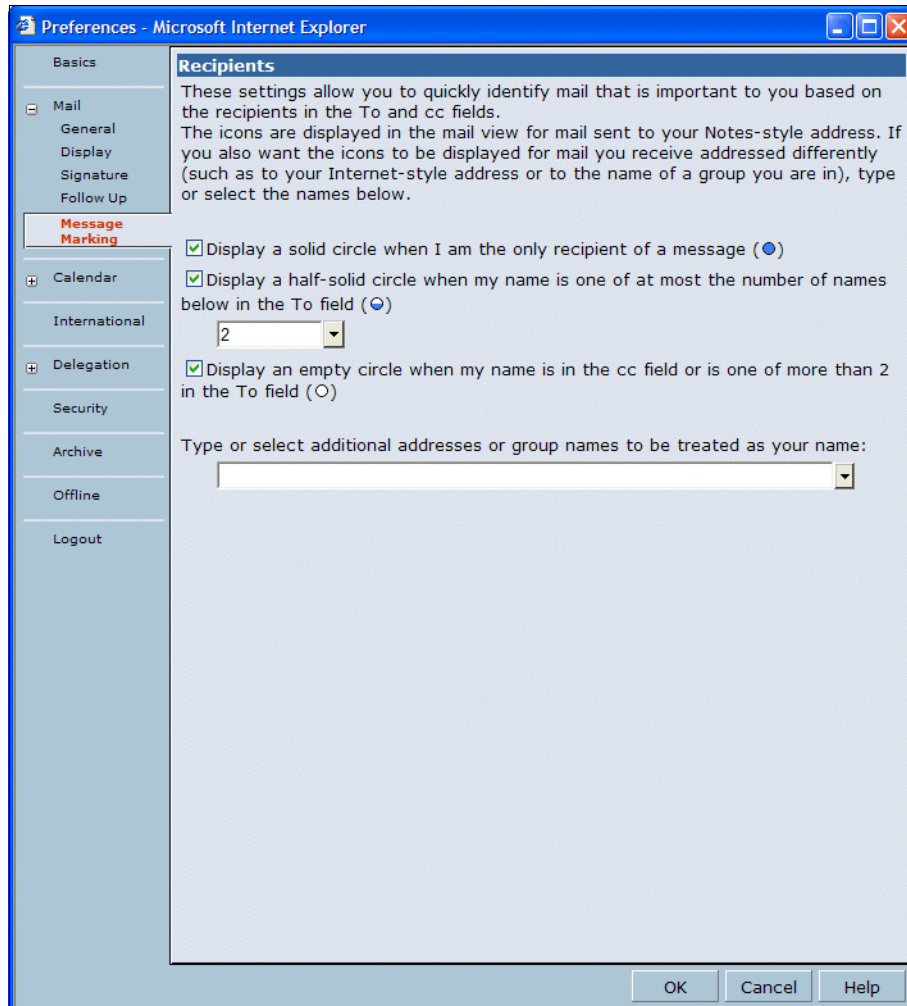 Preferences - Microsoft Internet Explorer
Basics
Mail
General
Display
Signature
Follow Up
Message
Marking
Calendar
International
Delegation
Security
Archive
Offline
Logout
Recipients
These settings allow you to quickly identify mail that is important to you based on
the recipients in the To and cc fields.
The icons are displayed in the mail view for mail sent to your Notes-style address. If
you also want the icons to be displayed for mail you receive addressed differently
(such as to your Internet-style address or to the name of a group you are in), type
or select the names below.
Display a solid circle when I am the only recipient of a message ( )
Display a half-solid circle when my name is one of at most the number of names
below in the To field ( )
2
Display an empty circle when my name is in the cc field or is one of more than 2
in the To field ( )
Type or select additional addresses or group names to be treated as your name:
OK
Cancel
Help